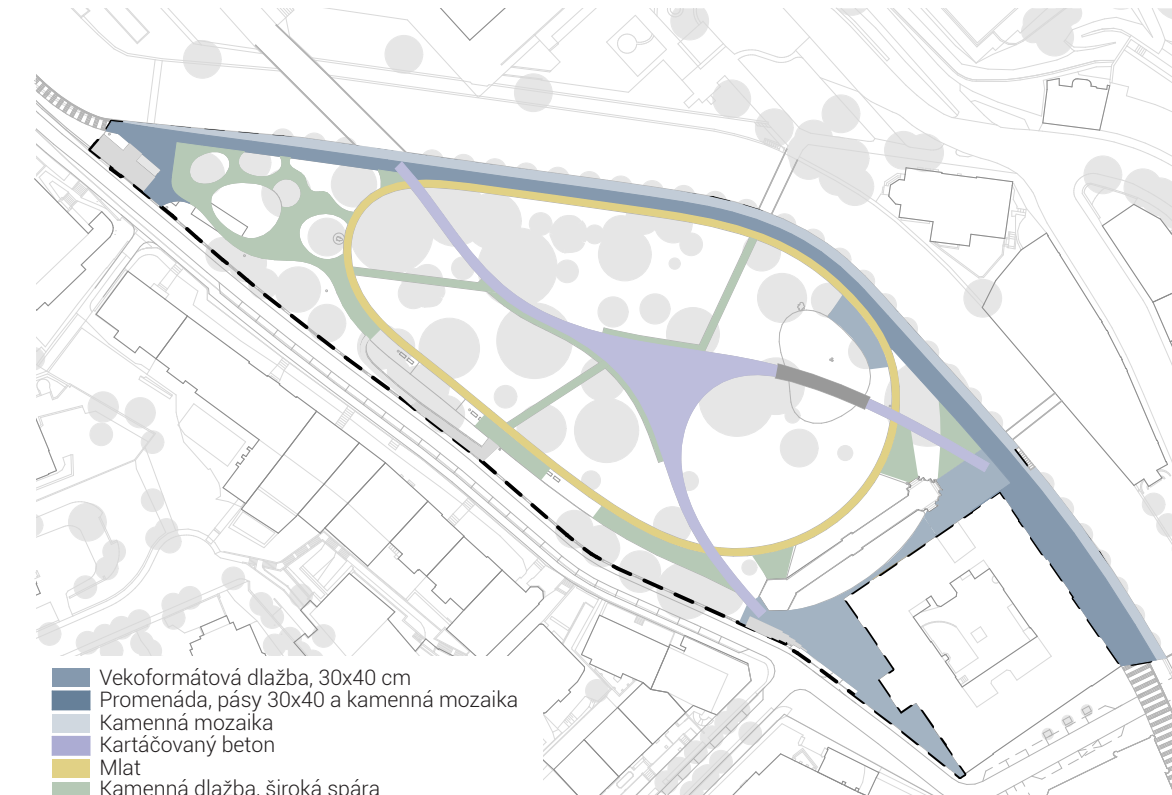 Vekoformátová dlažba, 30x40 cm
Promenáda, pásy 30x40 a kamenná mozaika
Kamenná mozaika
Kartáčovaný beton
Mlat
Kamenná dlažba, široká spára